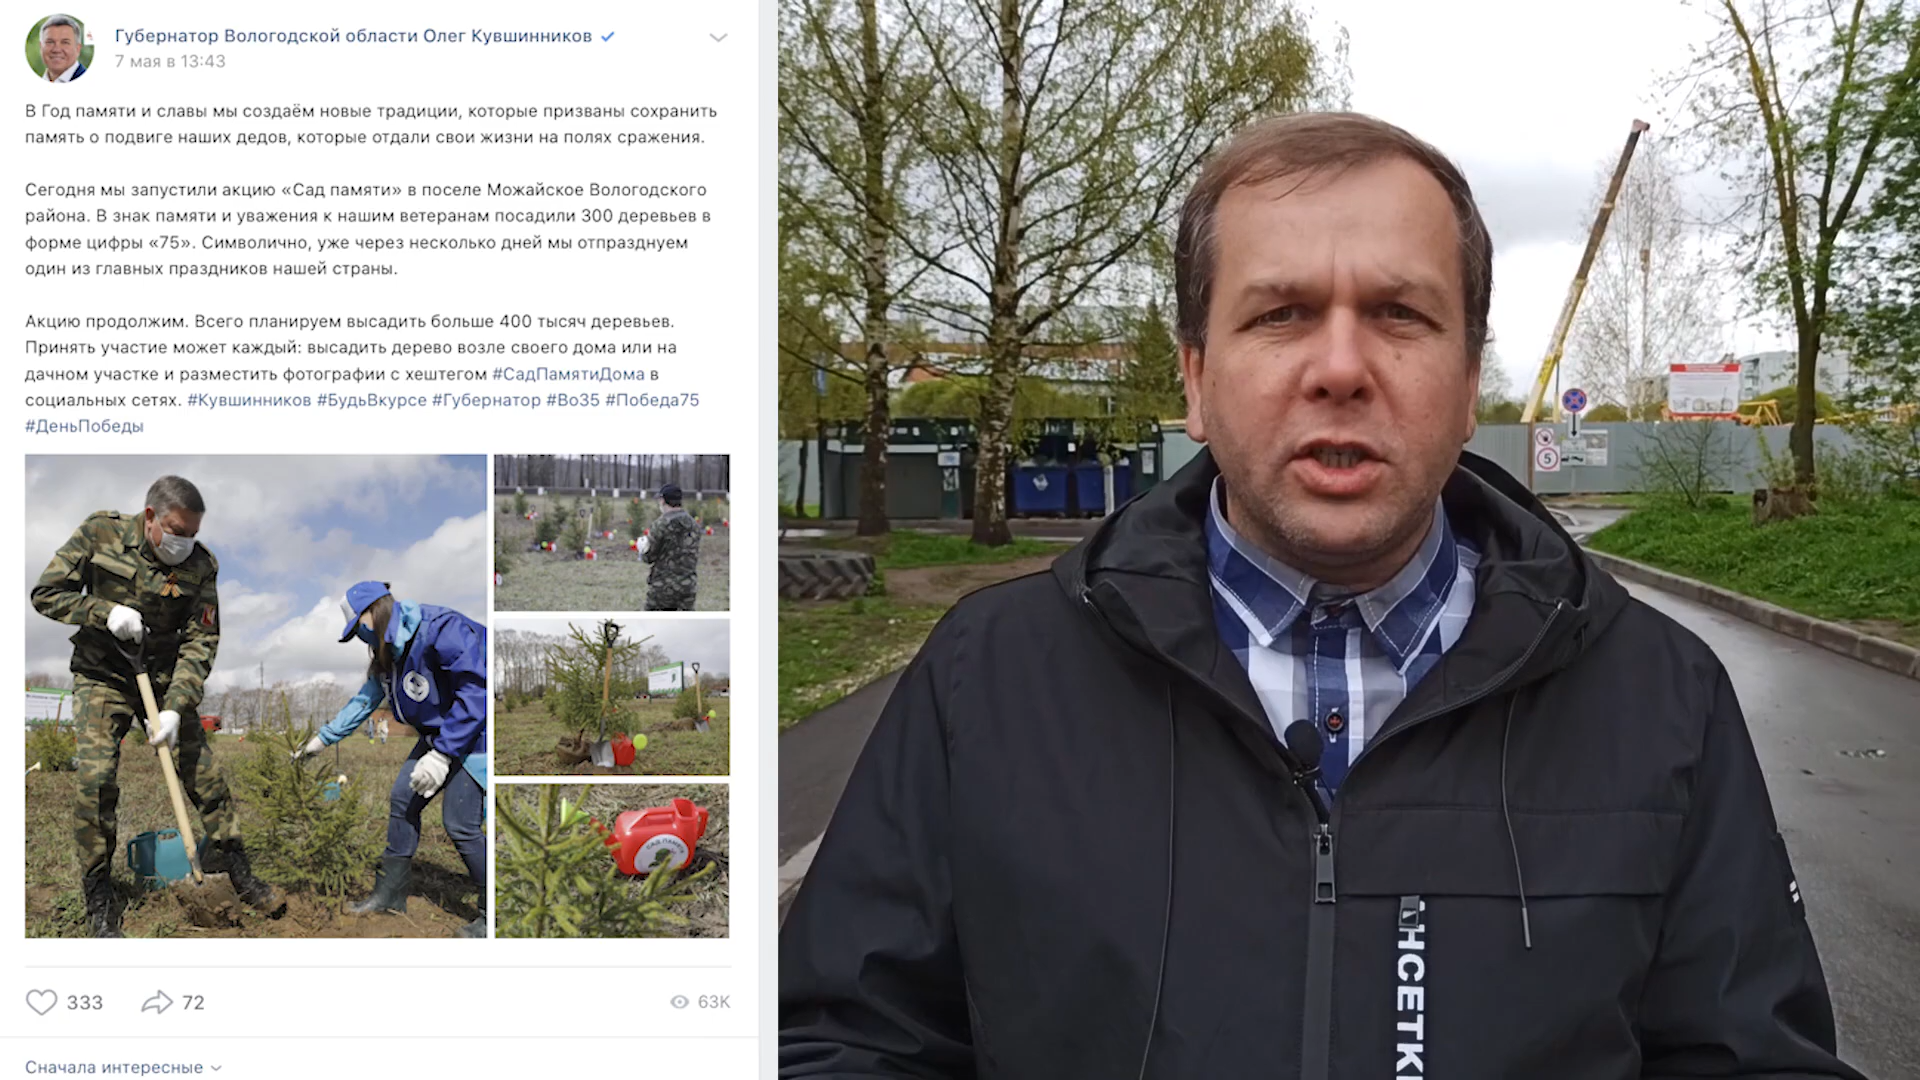 Губернатор Вологодской области Олег Кувшинников
7 мая в 13:43
В Год памяти и славы мы создаём новые традиции, которые призваны сохранить
память о подвиге наших дедов, которые отдали свои жизни на полях сражения.
Сегодня мы запустили акцию «Сад памяти» в поселе Можайское Вологодского
района. В знак памяти и уважения к нашим ветеранам посадили 300 деревьев в
форме цифры «75». Символично, уже через несколько дней мы отпразднуем
один из главных праздников нашей страны.
Акцию продолжим. Всего планируем высадить больше 400 тысяч деревьев.
Принять участие может каждый: высадить дерево возле своего дома или на
дачном участке и разместить фотографии с хештегом #СадПамятиДома в
социальных сетях. #Кувшинников #БудьВкурсе #Губернатор #Во35 #Победа75
#ДеньПобеды
САД ПАМЯТИ
333
72
63K
Сначала интересные
5
НСЕТК